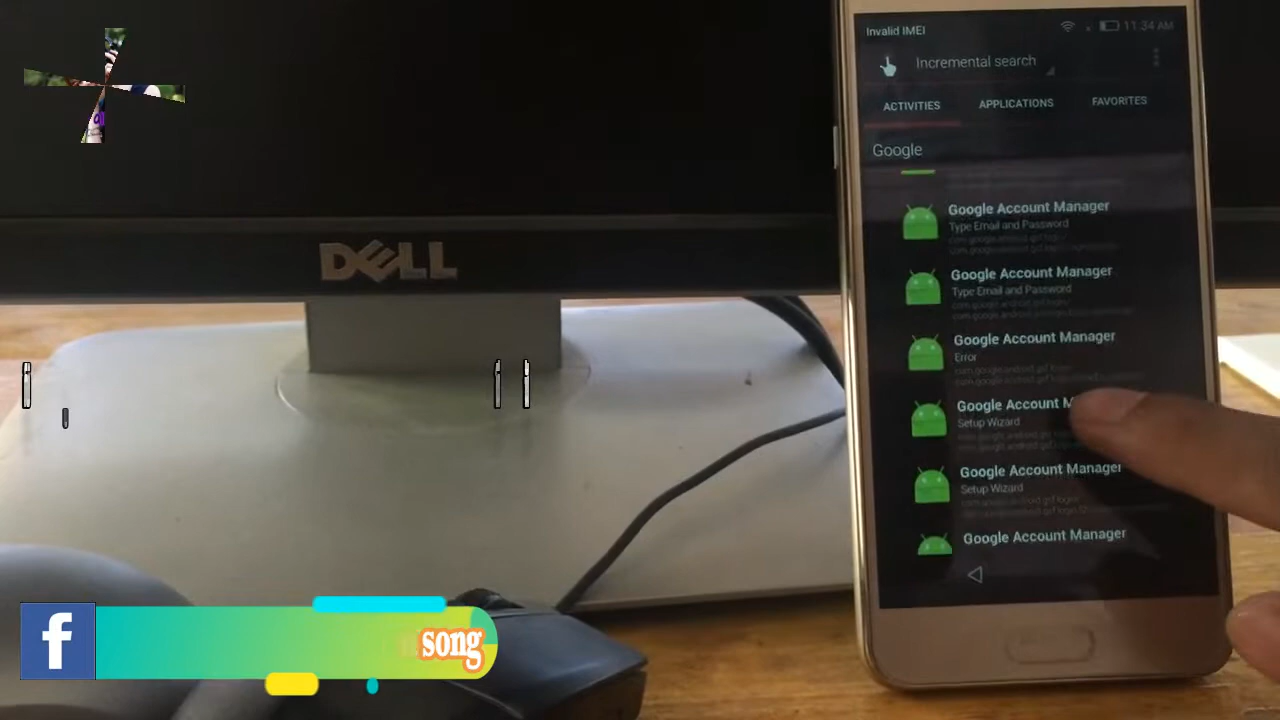 Invalid IMEI
11:34 AM
Incremental search
ACTIVITIES APPLICATIONS FAVORITES
Google
Google Account Manager
Type Email and Password
Google Account Manager
Type Email and Password
Google Account Manager
Error
Google Account
Setup Wizard
Google Account Manager
Setup Wizard
Google Account Manager
DELL
f
song